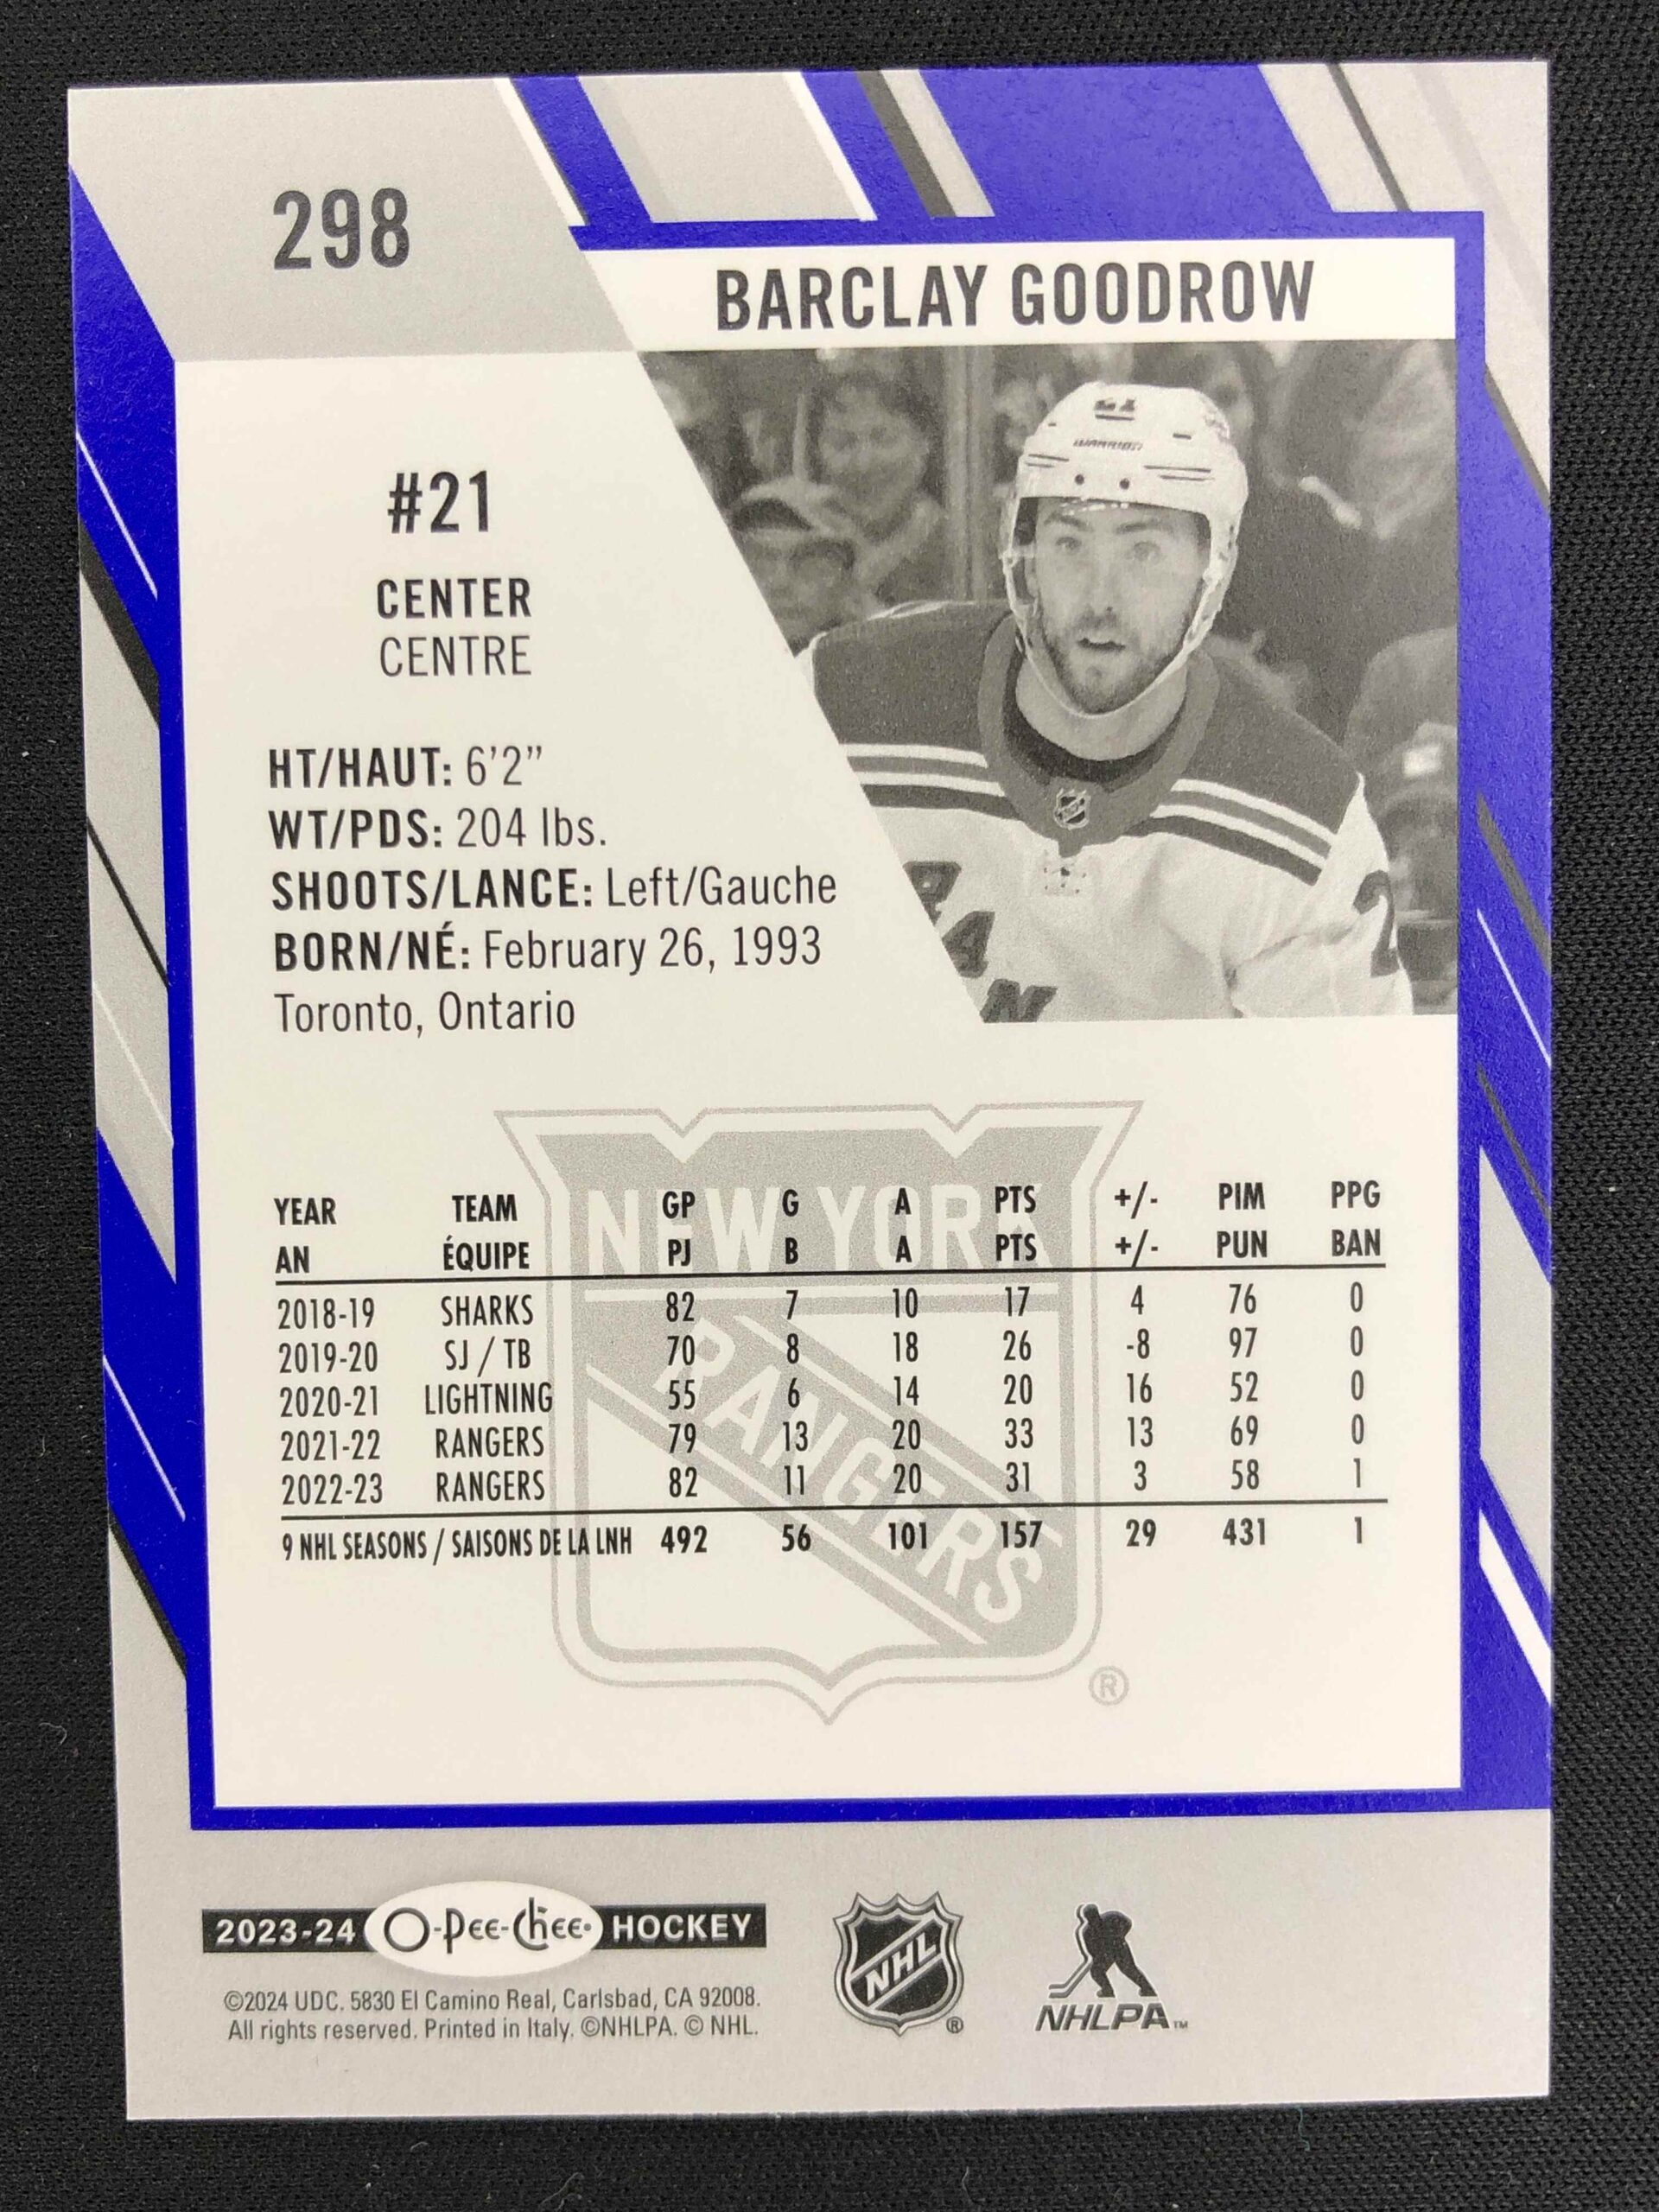 298
BARCLAY GOODROW
21
WARRIOR
#21
CENTER
CENTRE
HT/HAUT: 6'2"
WT/PDS: 204 lbs.
SHOOTS/LANCE: Left/Gauche
BORN/NÉ: February 26, 1993
Toronto, Ontario
RAN
2
NEW YORK
RANGERS
®
YEAR TEAM GP G A PTS +/- PIM PPG
AN ÉQUIPE PJ B A PTS +/- PUN BAN
2018-19 SHARKS 82 7 10 17 4 76 0
2019-20 SJ / TB 70 8 18 26 -8 97 0
2020-21 LIGHTNING 55 6 14 20 16 52 0
2021-22 RANGERS 79 13 20 33 13 69 0
2022-23 RANGERS 82 11 20 31 3 58 1
9 NHL SEASONS / SAISONS DE LA LNH 492 56 101 157 29 431 1
2023-24 O-Pee-Chee HOCKEY
©2024 UDC. 5830 El Camino Real, Carlsbad, CA 92008.
All rights reserved. Printed in Italy. ©NHLPA. © NHL.
NHL ®
NHLPA™